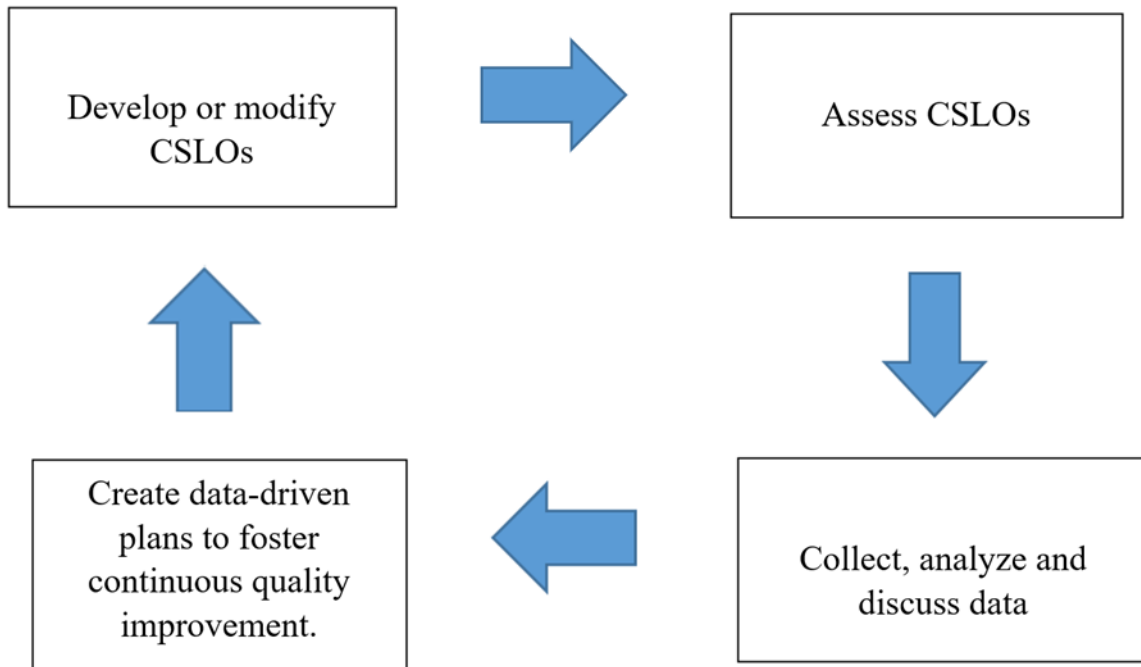 Develop or modify
CSLOs
Assess CSLOs
Create data-driven
plans to foster
continuous quality
improvement.
Collect, analyze and
discuss data